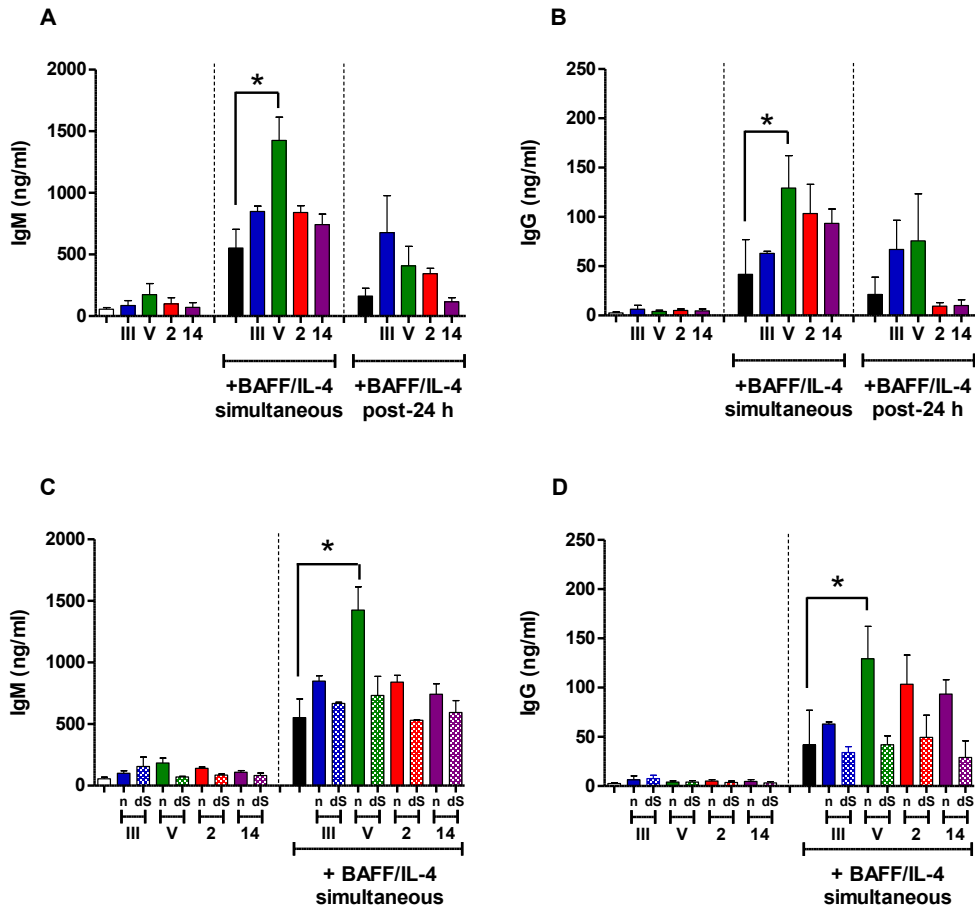 A
IgM (ng/ml)
2000
1500
1000
500
0
*
III V 2 14
III V 2 14
III V 2 14
+BAFF/IL-4
simultaneous
+BAFF/IL-4
post-24 h
B
IgG (ng/ml)
250
200
150
100
50
0
*
III V 2 14
III V 2 14
III V 2 14
+BAFF/IL-4
simultaneous
+BAFF/IL-4
post-24 h
C
IgM (ng/ml)
2000
1500
1000
500
0
*
n dS n dS n dS n dS
III V 2 14
n dS n dS n dS n dS
III V 2 14
+ BAFF/IL-4
simultaneous
D
IgG (ng/ml)
250
200
150
100
50
0
*
n dS n dS n dS n dS
III V 2 14
n dS n dS n dS n dS
III V 2 14
+ BAFF/IL-4
simultaneous